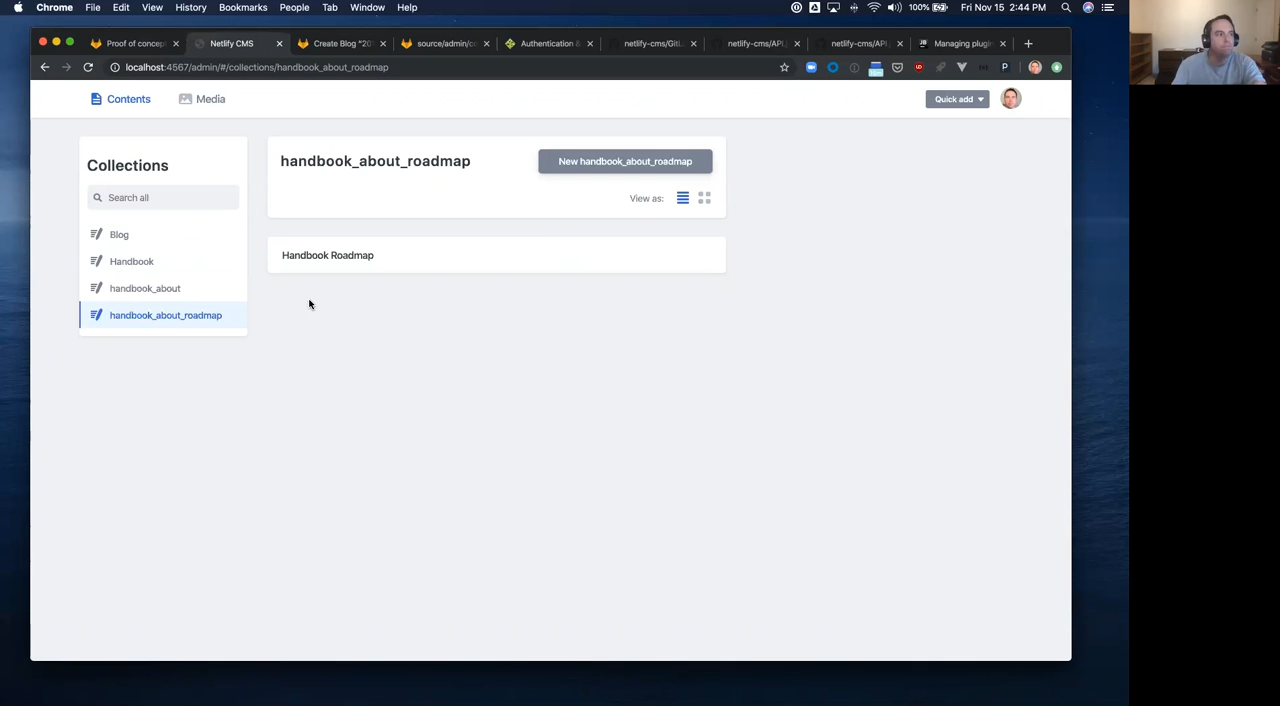 Chrome File Edit View History Bookmarks People Tab Window Help 100% Fri Nov 15 2:44 PM
Proof of concep Netlify CMS Create Blog “20 source/admin/co Authentication & netlify-cms/GitL netlify-cms/API. netlify-cms/API. Managing plugin
localhost:4567/admin/#/collections/handbook_about_roadmap
Contents Media Quick add
Collections
Search all
Blog
Handbook
handbook_about
handbook_about_roadmap
handbook_about_roadmap New handbook_about_roadmap
View as:
Handbook Roadmap